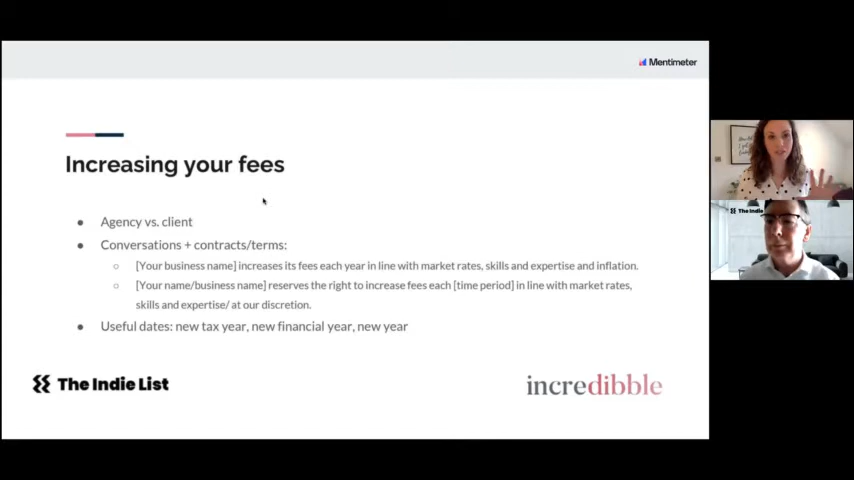 Mentimeter
Increasing your fees
Agency vs. client
Conversations + contracts/terms:
[Your business name] increases its fees each year in line with market rates, skills and expertise and inflation.
[Your name/business name] reserves the right to increase fees each [time period] in line with market rates,
skills and expertise/ at our discretion.
Useful dates: new tax year, new financial year, new year
The Indie List
incredibble
The Indie